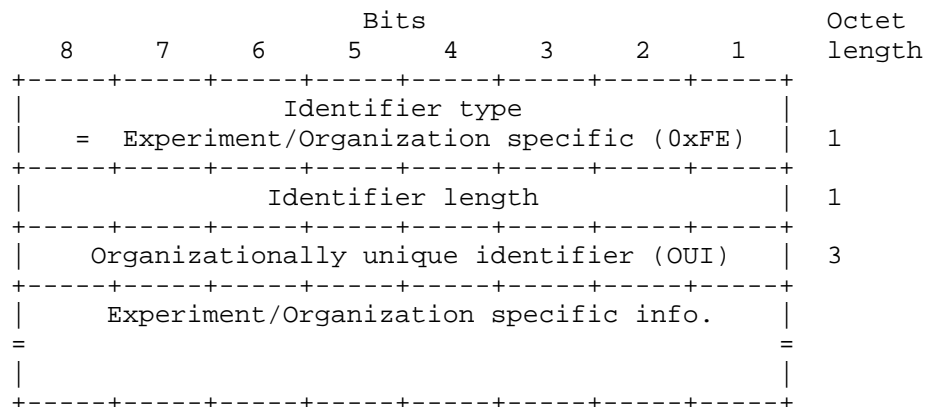 Bits                             Octet
    8     7     6     5     4     3     2     1     length
 +-----+-----+-----+-----+-----+-----+-----+-----+
 |                Identifier type                |
 |    =  Experiment/Organization specific (0xFE)  |  1
 +-----+-----+-----+-----+-----+-----+-----+-----+
 |               Identifier length               |  1
 +-----+-----+-----+-----+-----+-----+-----+-----+
 |    Organizationally unique identifier (OUI)   |  3
 +-----+-----+-----+-----+-----+-----+-----+-----+
 |     Experiment/Organization specific info.    |
 =                                               =
 |                                               |
 +-----+-----+-----+-----+-----+-----+-----+-----+